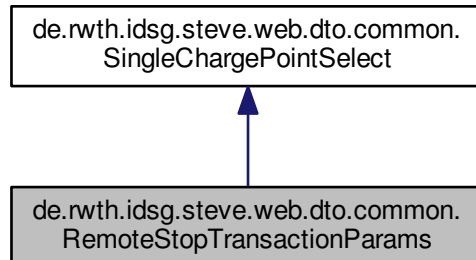 de.rwth.idsg.steve.web.dto.common.
SingleChargePointSelect
de.rwth.idsg.steve.web.dto.common.
RemoteStopTransactionParams